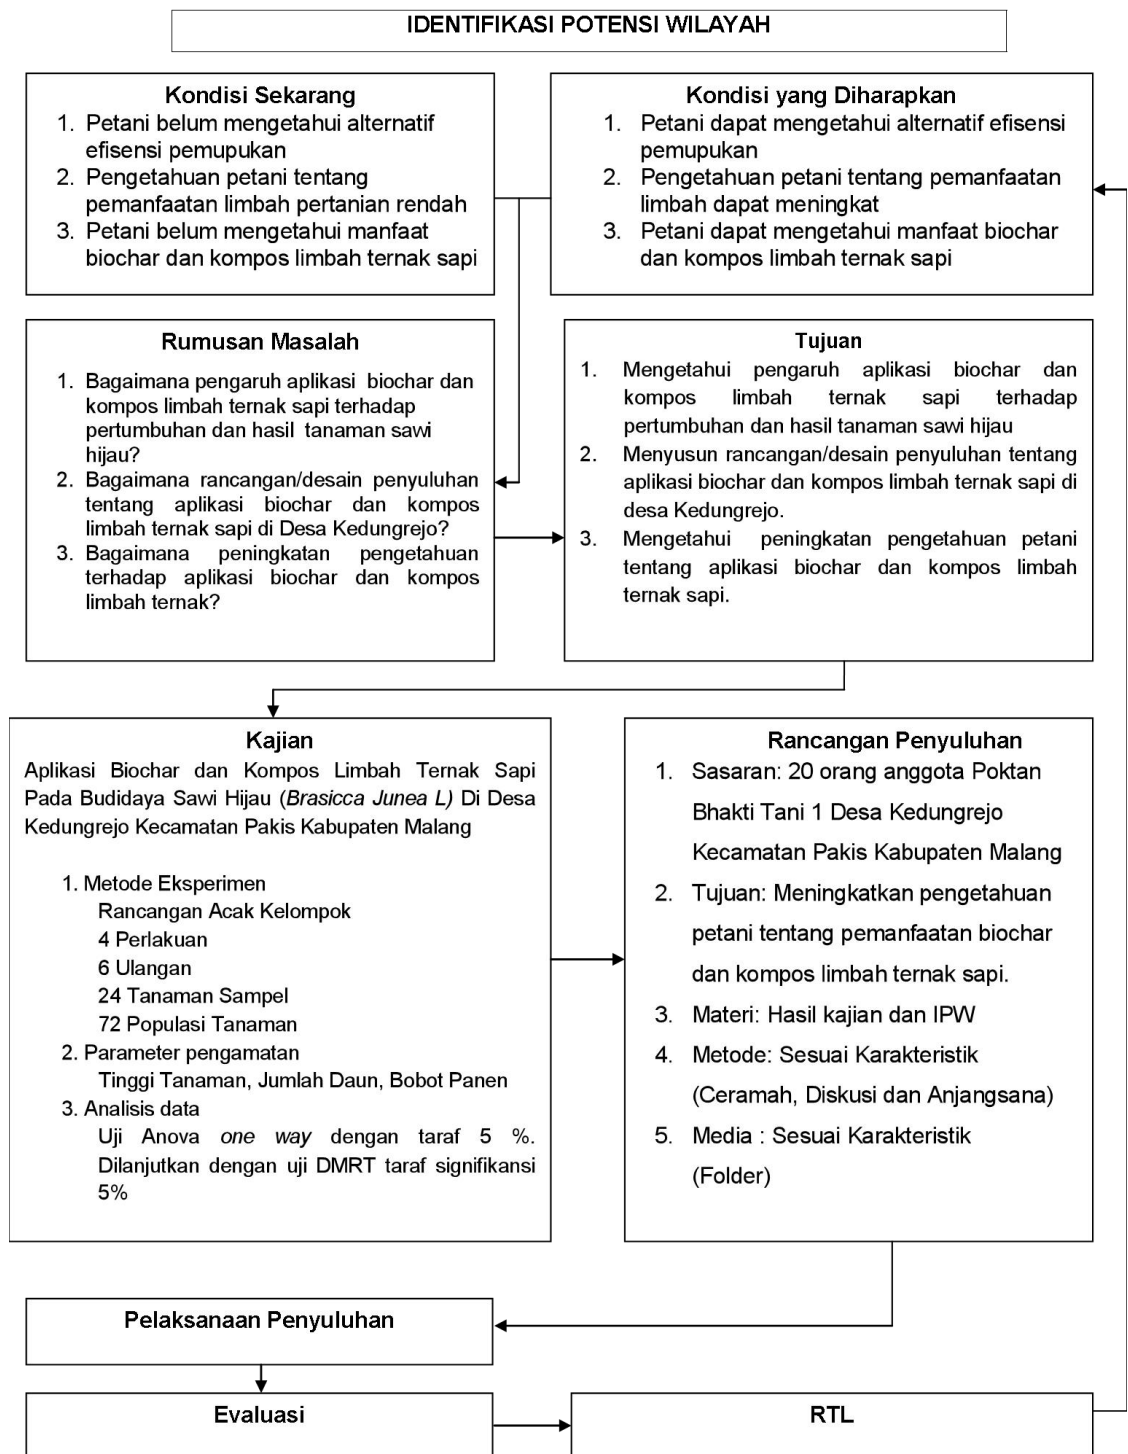 IDENTIFIKASI POTENSI WILAYAH
Kondisi Sekarang
1. Petani belum mengetahui alternatif
efisensi pemupukan
2. Pengetahuan petani tentang
pemanfaatan limbah pertanian rendah
3. Petani belum mengetahui manfaat
biochar dan kompos limbah ternak sapi
Kondisi yang Diharapkan
1. Petani dapat mengetahui alternatif efisensi
pemupukan
2. Pengetahuan petani tentang pemanfaatan
limbah dapat meningkat
3. Petani dapat mengetahui manfaat biochar
dan kompos limbah ternak sapi
Rumusan Masalah
1. Bagaimana pengaruh aplikasi biochar dan
kompos limbah ternak sapi terhadap
pertumbuhan dan hasil tanaman sawi
hijau?
2. Bagaimana rancangan/desain penyuluhan
tentang aplikasi biochar dan kompos
limbah ternak sapi di Desa Kedungrejo?
3. Bagaimana peningkatan pengetahuan
terhadap aplikasi biochar dan kompos
limbah ternak?
Tujuan
1. Mengetahui pengaruh aplikasi biochar dan
kompos limbah ternak sapi terhadap
pertumbuhan dan hasil tanaman sawi hijau
2. Menyusun rancangan/desain penyuluhan tentang
aplikasi biochar dan kompos limbah ternak sapi di
desa Kedungrejo.
3. Mengetahui peningkatan pengetahuan petani
tentang aplikasi biochar dan kompos limbah
ternak sapi.
Kajian
Aplikasi Biochar dan Kompos Limbah Ternak Sapi
Pada Budidaya Sawi Hijau (Brasicca Junea L) Di Desa
Kedungrejo Kecamatan Pakis Kabupaten Malang
1. Metode Eksperimen
Rancangan Acak Kelompok
4 Perlakuan
6 Ulangan
24 Tanaman Sampel
72 Populasi Tanaman
2. Parameter pengamatan
Tinggi Tanaman, Jumlah Daun, Bobot Panen
3. Analisis data
Uji Anova one way dengan taraf 5 %.
Dilanjutkan dengan uji DMRT taraf signifikansi
5%
Rancangan Penyuluhan
1. Sasaran: 20 orang anggota Poktan
Bhakti Tani 1 Desa Kedungrejo
Kecamatan Pakis Kabupaten Malang
2. Tujuan: Meningkatkan pengetahuan
petani tentang pemanfaatan biochar
dan kompos limbah ternak sapi.
3. Materi: Hasil kajian dan IPW
4. Metode: Sesuai Karakteristik
(Ceramah, Diskusi dan Anjangsana)
5. Media : Sesuai Karakteristik
(Folder)
Pelaksanaan Penyuluhan
Evaluasi
RTL